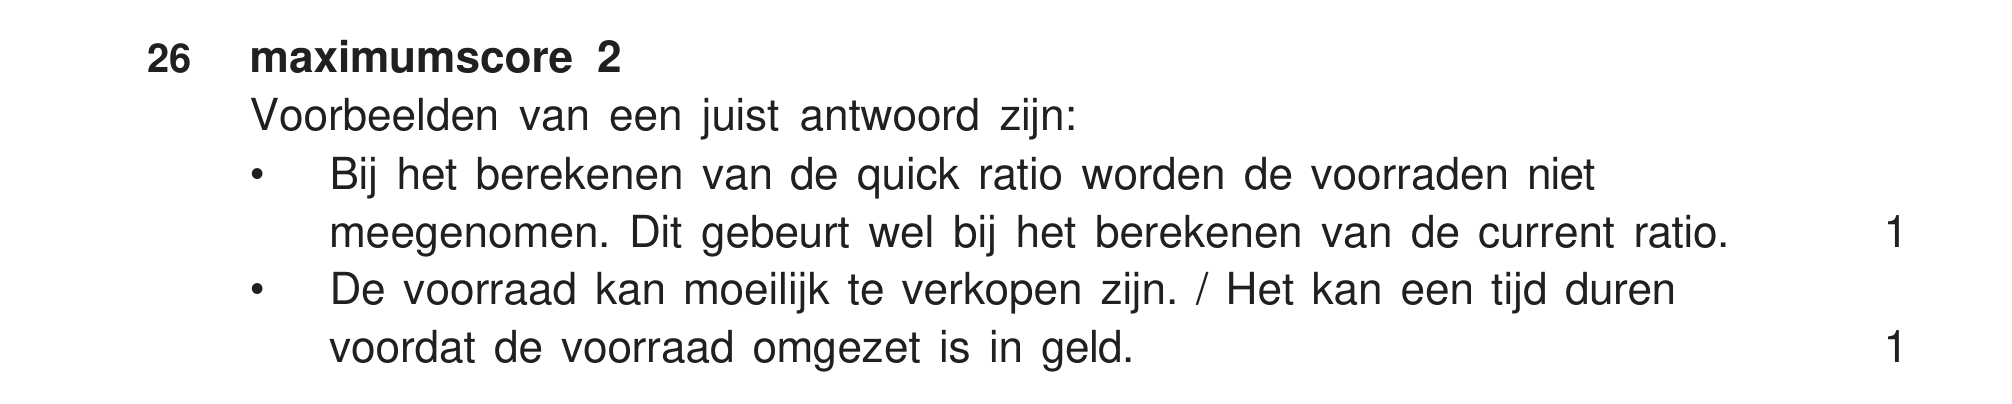 26 maximumscore 2
Voorbeelden van een juist antwoord zijn:
• Bij het berekenen van de quick ratio worden de voorraden niet
meegenomen. Dit gebeurt wel bij het berekenen van de current ratio. 1
• De voorraad kan moeilijk te verkopen zijn. / Het kan een tijd duren
voordat de voorraad omgezet is in geld. 1